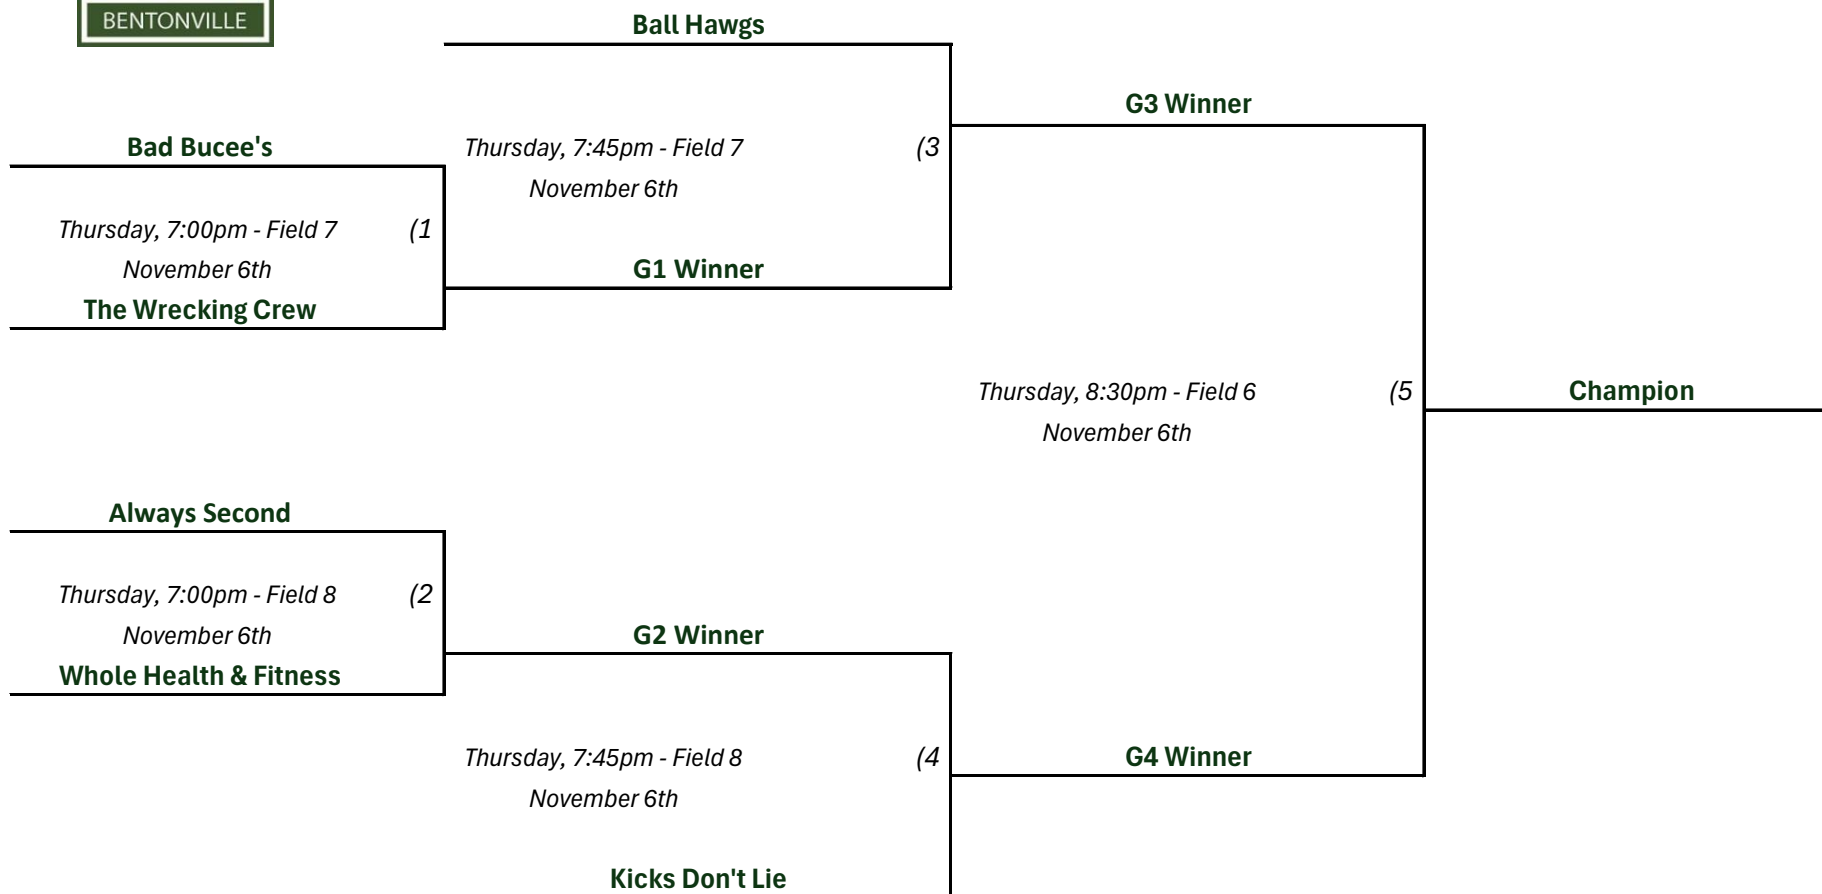 BENTONVILLE
Ball Hawgs
G3 Winner
Bad Bucee's
Thursday, 7:45pm - Field 7 (3
November 6th
Thursday, 7:00pm - Field 7 (1
November 6th
G1 Winner
The Wrecking Crew
Thursday, 8:30pm - Field 6 (5
Champion
November 6th
Always Second
Thursday, 7:00pm - Field 8 (2
November 6th
G2 Winner
Whole Health & Fitness
Thursday, 7:45pm - Field 8 (4
G4 Winner
November 6th
Kicks Don't Lie